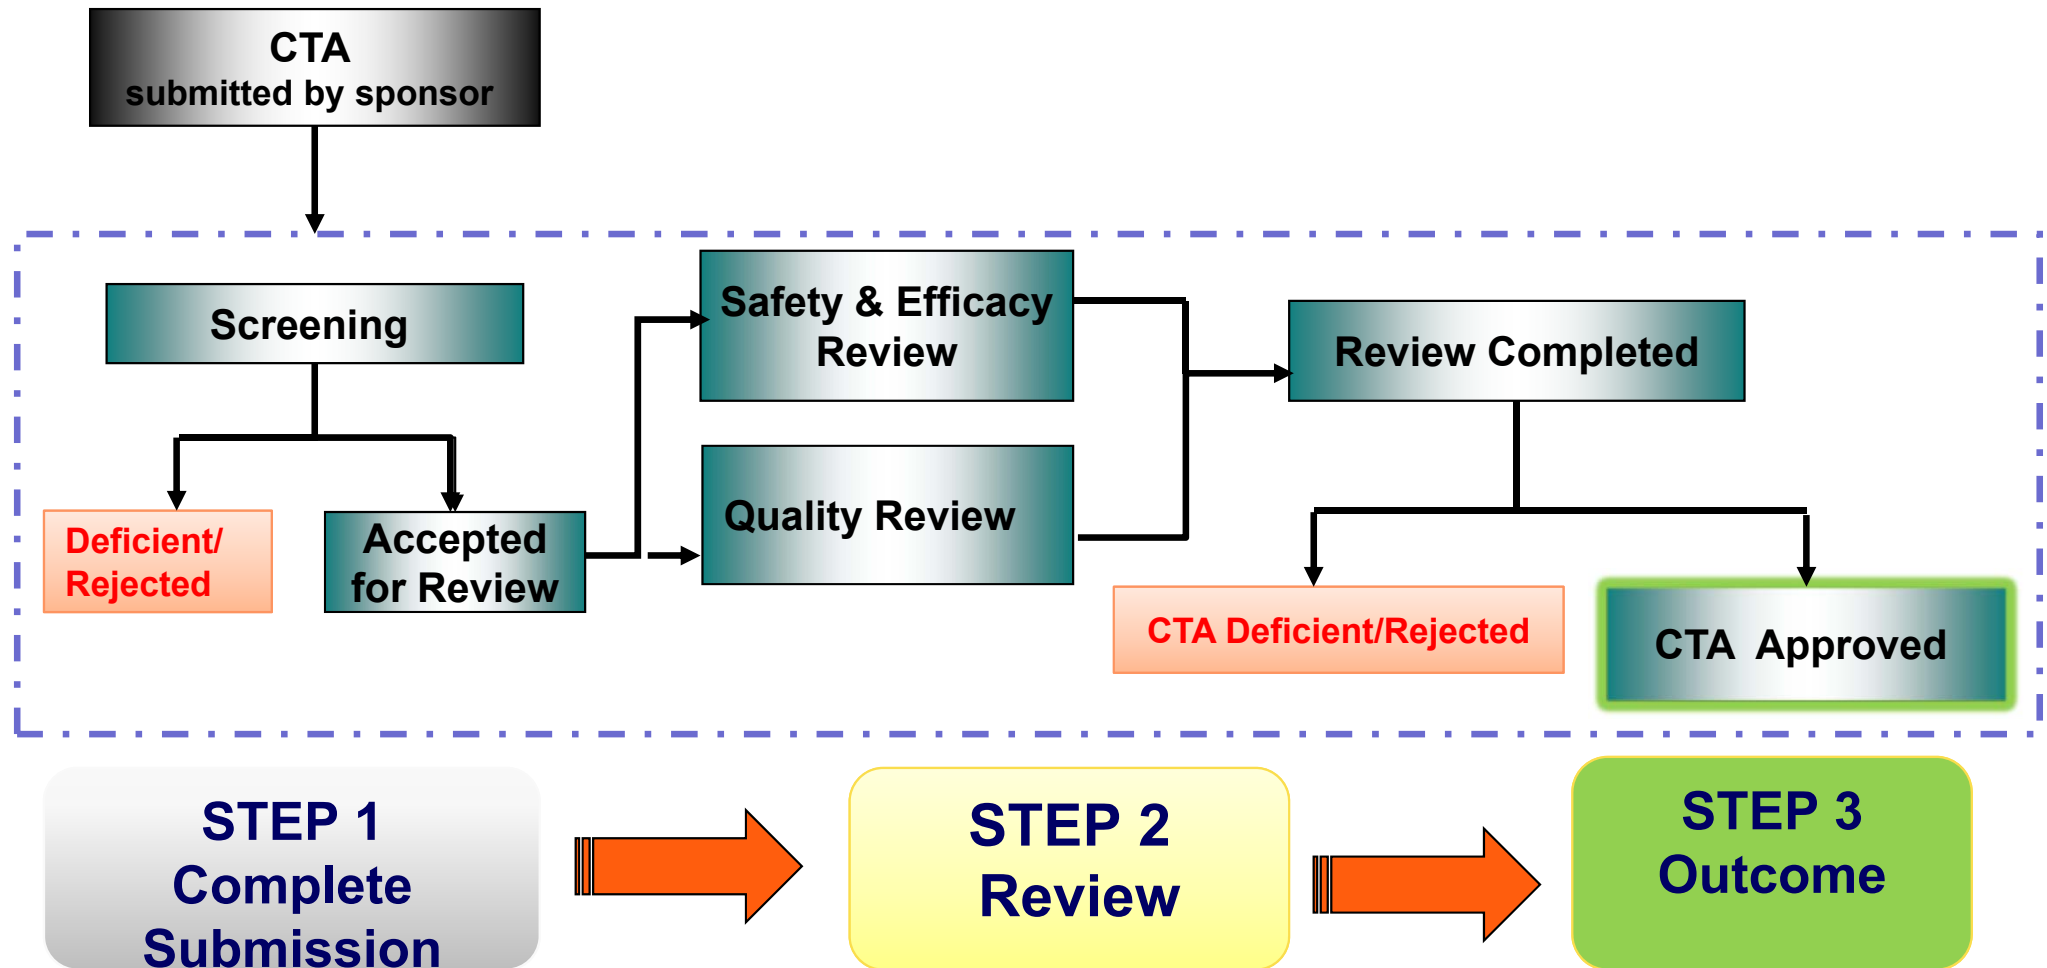 CTA
submitted by sponsor
Screening
Deficient/
Rejected
Accepted
for Review
Safety & Efficacy
Review
Quality Review
Review Completed
CTA Deficient/Rejected
CTA Approved
STEP 1
Complete
Submission
STEP 2
Review
STEP 3
Outcome